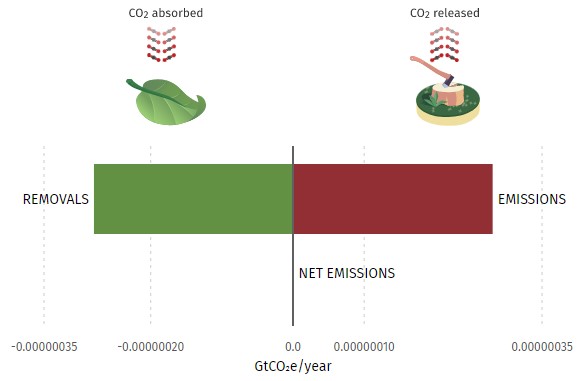 CO₂ absorbed
CO₂ released
REMOVALS
EMISSIONS
NET EMISSIONS
-0.00000035
-0.00000020
0.0
0.00000010
0.00000035
GtCO₂e/year